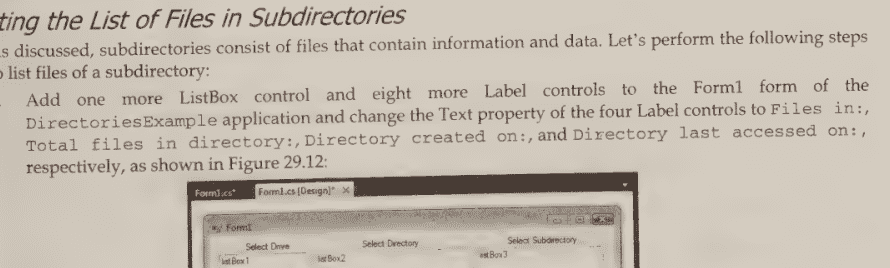 ting the List of Files in Subdirectories
s discussed, subdirectories consist of files that contain information and data. Let's perform the following steps
list files of a subdirectory:
Add one more ListBox control and eight more Label controls to the Form1 form of the
DirectoriesExample application and change the Text property of the four Label controls to Files in:,
Total files in directory:, Directory created on:, and Directory last accessed on:,
respectively, as shown in Figure 29.12:
Form1.cs* Form1.cs [Design]* X
Form1
Select Drive Select Directory Select Subdirectory
listBox1 listBox2 listBox3